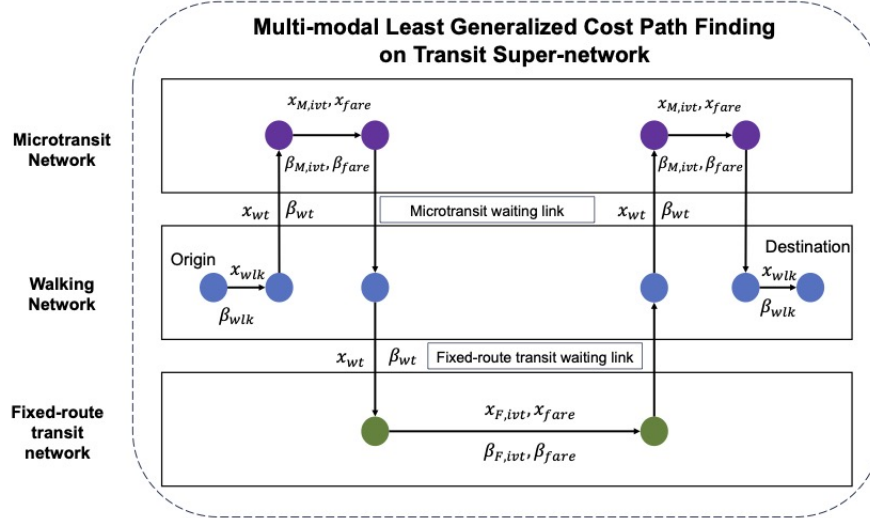 Multi-modal Least Generalized Cost Path Finding
on Transit Super-network
Microtransit
Network
x_{M,ivt}, x_{fare}
β_{M,ivt}, β_{fare}
x_{M,ivt}, x_{fare}
β_{M,ivt}, β_{fare}
x_{wt} β_{wt}
Microtransit waiting link
x_{wt} β_{wt}
Walking
Network
Origin
x_{wlk}
β_{wlk}
Destination
x_{wlk}
β_{wlk}
x_{wt} β_{wt}
Fixed-route transit waiting link
Fixed-route
transit
network
x_{F,ivt}, x_{fare}
β_{F,ivt}, β_{fare}